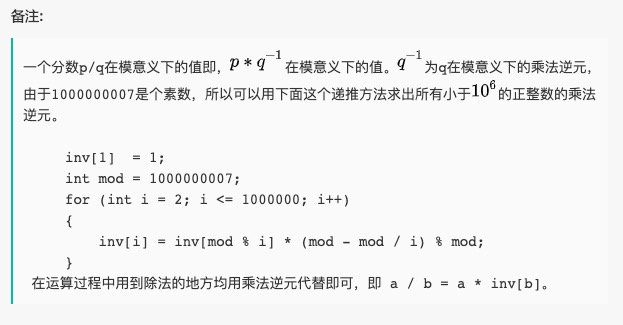 备注:
一个分数p/q在模意义下的值即，p * q^-1 在模意义下的值。q^-1 为q在模意义下的乘法逆元，
由于1000000007是个素数，所以可以用下面这个递推方法求出所有小于10^6的正整数的乘法
逆元。
inv[1]  = 1;
int mod = 1000000007;
for (int i = 2; i <= 1000000; i++)
{
    inv[i] = inv[mod % i] * (mod - mod / i) % mod;
}
在运算过程中用到除法的地方均用乘法逆元代替即可，即 a / b = a * inv[b]。